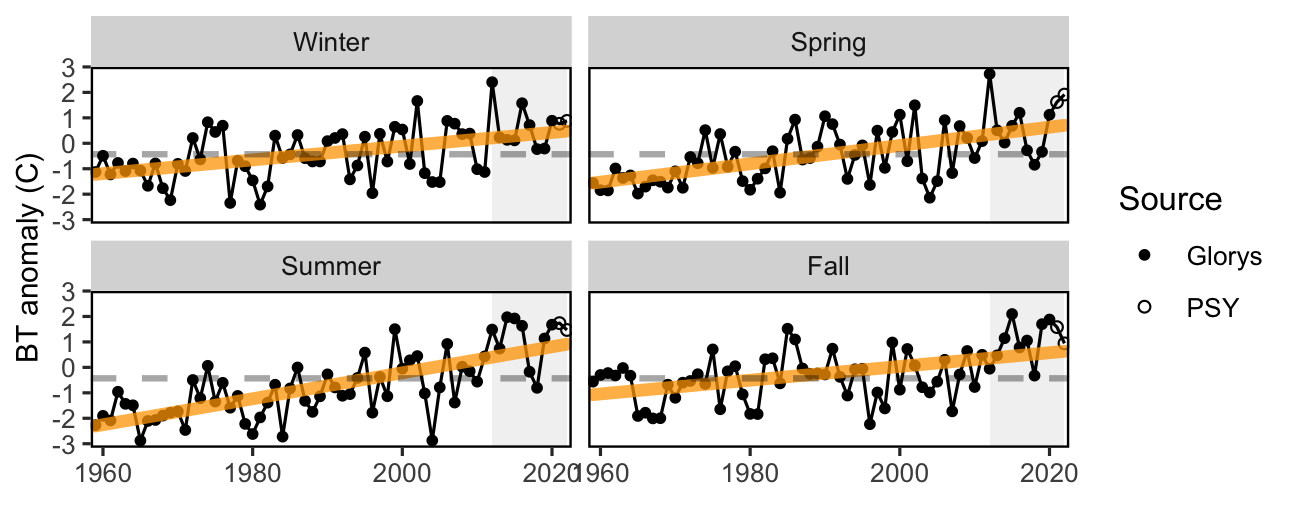 Winter
Spring
3
2
1
0
-1
-2
-3
Summer
Fall
3
2
1
0
-1
-2
-3
BT anomaly (C)
1960 1980 2000 2020
1960 1980 2000 2020
Source
Glorys
PSY